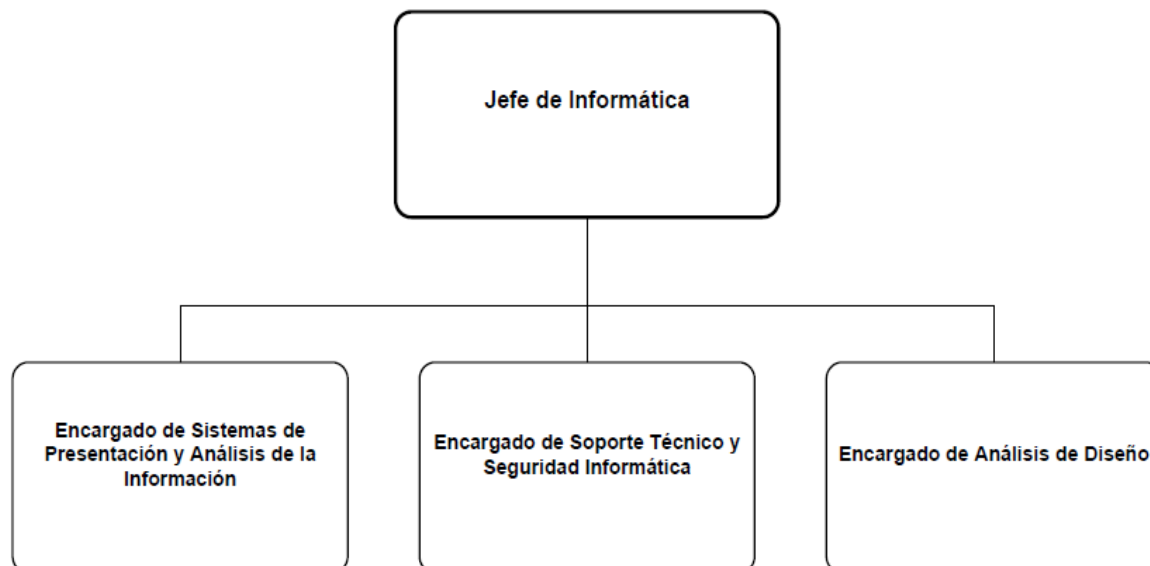 Jefe de Informática
Encargado de Sistemas de
Presentación y Análisis de la
Información
Encargado de Soporte Técnico y
Seguridad Informática
Encargado de Análisis de Diseño